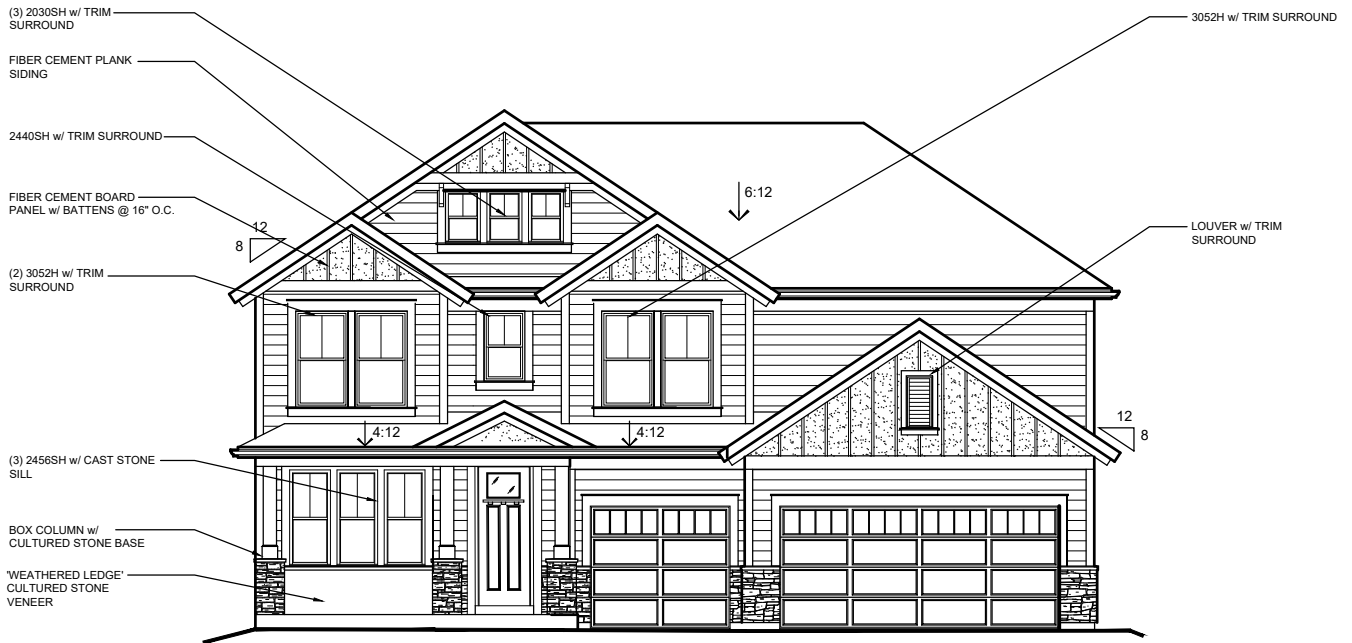 (3) 2030SH w/ TRIM
SURROUND
3052H w/ TRIM SURROUND
FIBER CEMENT PLANK
SIDING
2440SH w/ TRIM SURROUND
FIBER CEMENT BOARD
PANEL w/ BATTENS @ 16" O.C.
6:12
LOUVER w/ TRIM
SURROUND
12
8
(2) 3052H w/ TRIM
SURROUND
4:12
4:12
12
8
(3) 2456SH w/ CAST STONE
SILL
BOX COLUMN w/
CULTURED STONE BASE
'WEATHERED LEDGE'
CULTURED STONE
VENEER